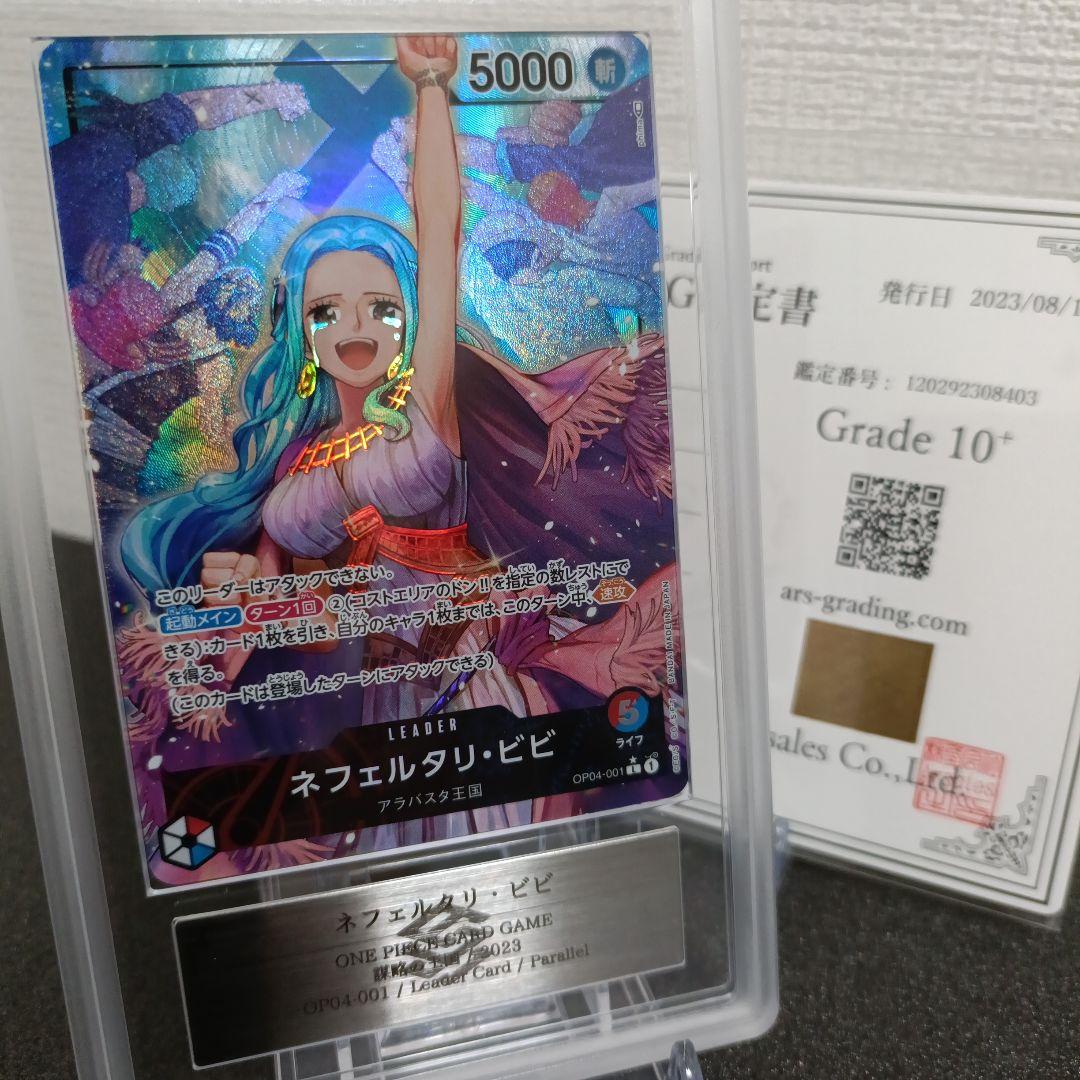 5000 斬
このリーダーはアタックできない。
起動メイン ターン1回 ②(コストエリアのドン!!を指定の数レストにで
きる):カード1枚を引き、自分のキャラ1枚までは、このターン中、速攻
を得る。
(このカードは登場したターンにアタックできる)
LEADER
ネフェルタリ・ビビ
アラバスタ王国
5
ライフ
OP04-001 L 1
BANDAI MADE IN JAPAN
ネフェルタリ・ビビ
ONE PIECE CARD GAME
謀略の王国 / 2023
OP04-001 / Leader Card / Parallel
定書
発行日 2023/08/1
鑑定番号: 120292308403
Grade 10+
ars-grading.com
sales Co.,Ltd.